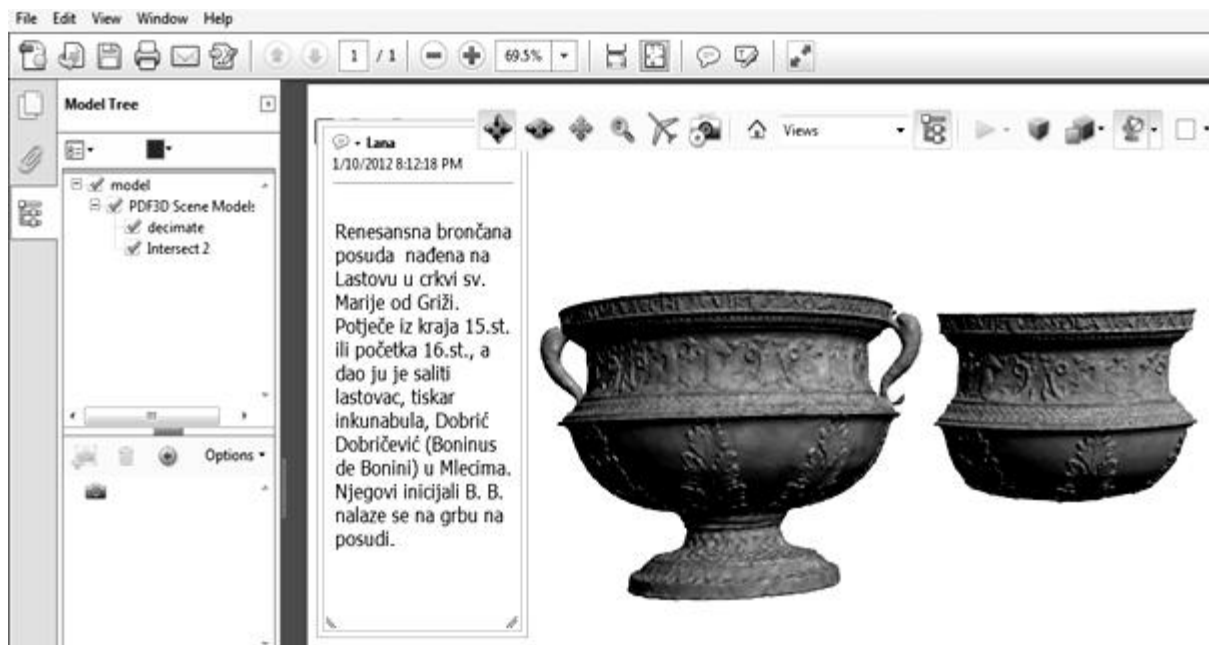 File Edit View Window Help
1 / 1 69.5%
Model Tree
model
PDF3D Scene Models
decimate
Intersect 2
Options
Views
Lana
1/10/2012 8:12:18 PM
Renesansna brončana
posuda nađena na
Lastovu u crkvi sv.
Marije od Griži.
Potječe iz kraja 15.st.
ili početka 16.st., a
dao ju je saliti
lastovac, tiskar
inkunabula, Dobrić
Dobričević (Boninus
de Bonini) u Mlecima.
Njegovi inicijali B. B.
nalaze se na grbu na
posudi.